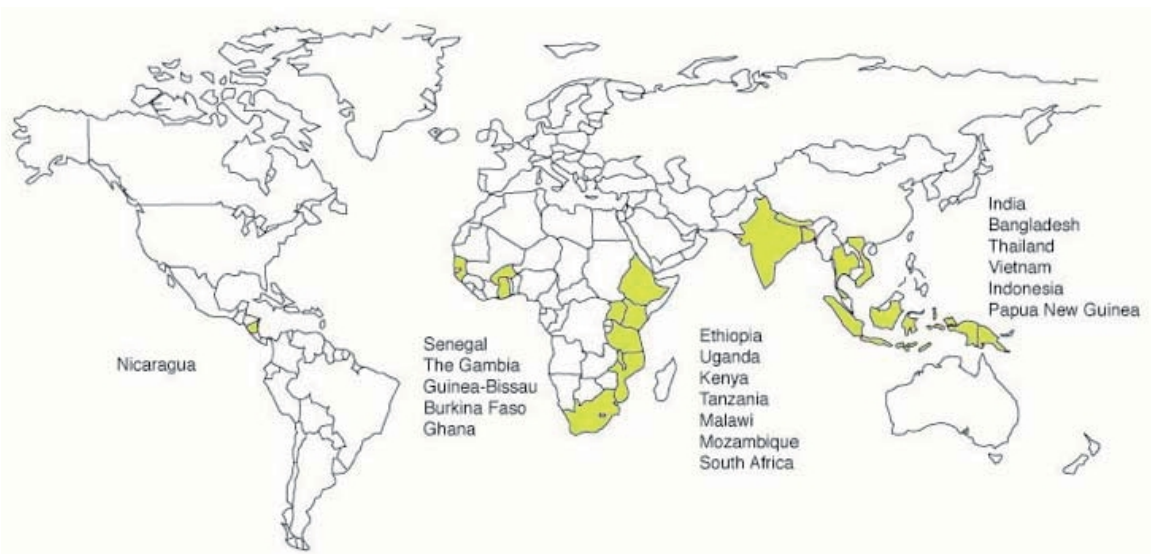 Nicaragua
Senegal
The Gambia
Guinea-Bissau
Burkina Faso
Ghana
Ethiopia
Uganda
Kenya
Tanzania
Malawi
Mozambique
South Africa
India
Bangladesh
Thailand
Vietnam
Indonesia
Papua New Guinea